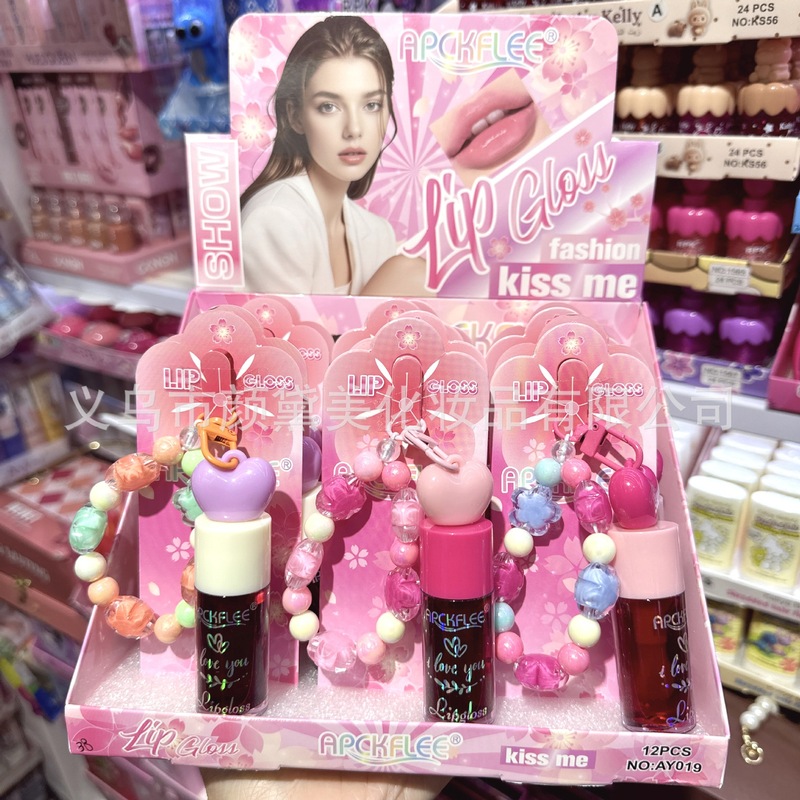 APCKFLEE®
SHOW
Lip Gloss
fashion
kiss me
Kelly
A
24 PCS
NO:KS56
24 PCS
NO:KS56
LIP GLOSS
LIP GLOSS
LIP GLOSS
义乌市颜黛美化妆品有限公司
APCKFLEE
i love you
Lipgloss
APCKFLEE
i love you
Lipgloss
38
Lip Gloss
APCKFLEE®
kiss me
12PCS
NO:AY019